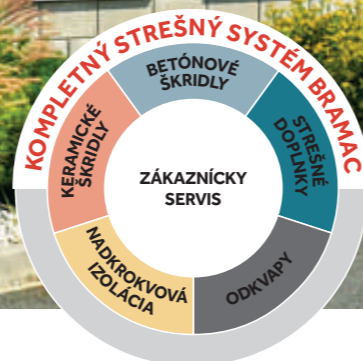 KOMPLETNÝ STREŠNÝ SYSTÉM BRAMAC
BETÓNOVÉ
ŠKRIDLY
KERAMICKÉ
ŠKRIDLY
STREŠNÉ
DOPLNKY
ZÁKAZNÍCKY
SERVIS
NADKROKVOVÁ
IZOLÁCIA
ODKVAPY